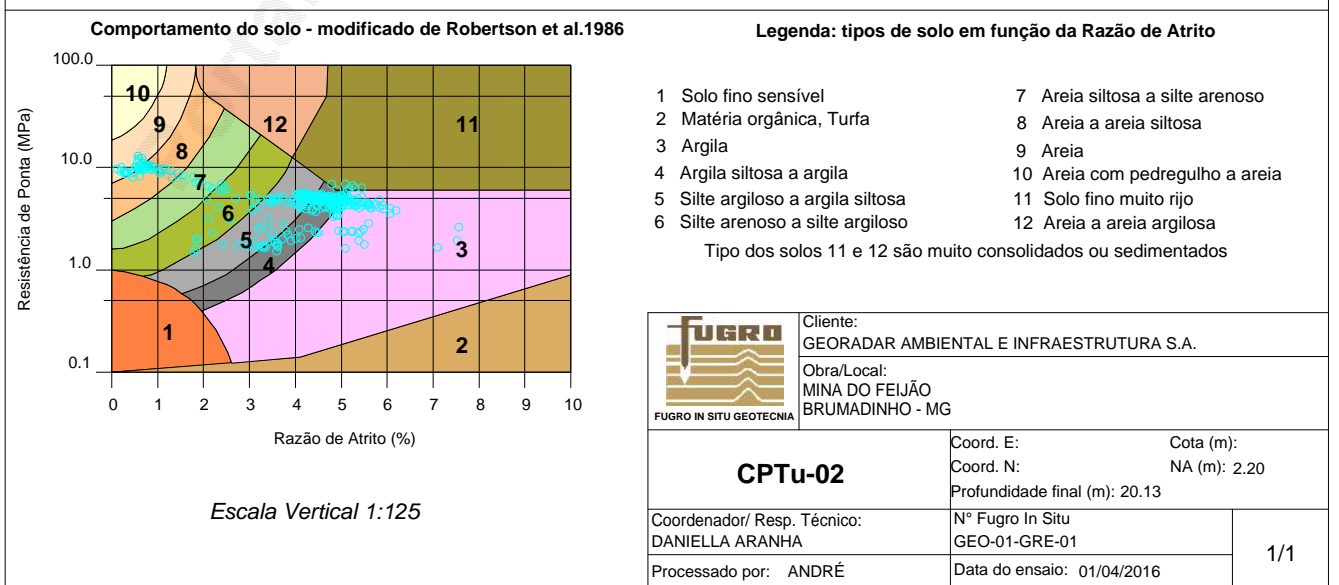 Comportamento do solo - modificado de Robertson et al.1986
Resistência de Ponta (MPa)
100.0
10.0
1.0
0.1
10
9
8
12
11
7
6
5
4
3
1
2
0 1 2 3 4 5 6 7 8 9 10
Razão de Atrito (%)
Escala Vertical 1:125
Legenda: tipos de solo em função da Razão de Atrito
1 Solo fino sensível
2 Matéria orgânica, Turfa
3 Argila
4 Argila siltosa a argila
5 Silte argiloso a argila siltosa
6 Silte arenoso a silte argiloso
7 Areia siltosa a silte arenoso
8 Areia a areia siltosa
9 Areia
10 Areia com pedregulho a areia
11 Solo fino muito rijo
12 Areia a areia argilosa
Tipo dos solos 11 e 12 são muito consolidados ou sedimentados
FUGRO
FUGRO IN SITU GEOTECNIA
Cliente:
GEORADAR AMBIENTAL E INFRAESTRUTURA S.A.
Obra/Local:
MINA DO FEIJÃO
BRUMADINHO - MG
CPTu-02
Coord. E: Cota (m):
Coord. N: NA (m): 2.20
Profundidade final (m): 20.13
Coordenador/ Resp. Técnico:
DANIELLA ARANHA
N° Fugro In Situ
GEO-01-GRE-01
1/1
Processado por: ANDRÉ
Data do ensaio: 01/04/2016